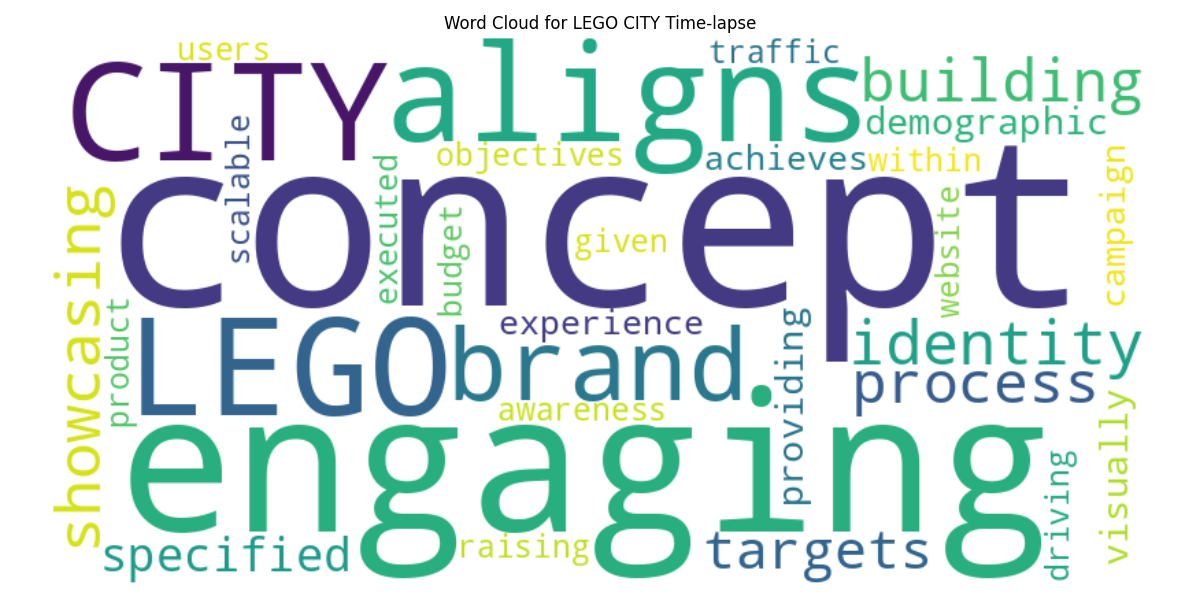 Word Cloud for LEGO CITY Time-lapse
users
traffic
CITY
aligns
building
demographic
scalable
objectives
achieves
within
concept
executed
budget
given
website
campaign
showcasing
product
experience
LEGO
brand
providing
identity
process
awareness
engaging
visually
driving
specified
raising
targets